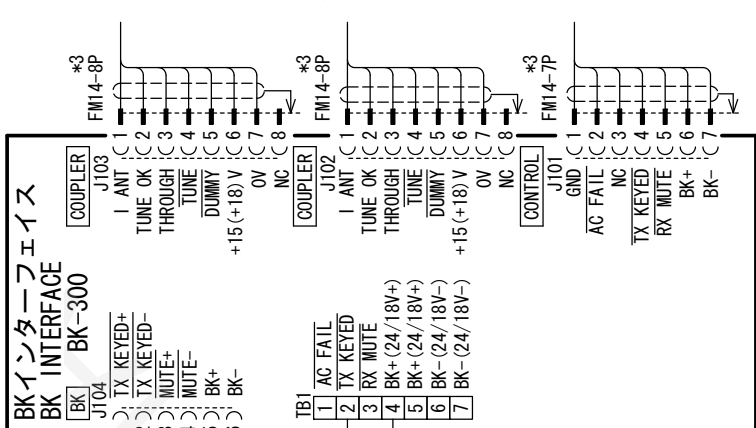 *3
FM14-8P
1
2
3
4
5
6
7
8
COUPLER
J103
I ANT
TUNE OK
THROUGH
TUNE
DUMMY
+15(+18)V
0V
NC
*3
FM14-8P
1
2
3
4
5
6
7
8
COUPLER
J102
I ANT
TUNE OK
THROUGH
TUNE
DUMMY
+15(+18)V
0V
NC
*3
FM14-7P
1
2
3
4
5
6
7
CONTROL
J101
GND
AC FAIL
NC
TX KEYED
RX MUTE
BK+
BK-
BKインターフェイス
BK INTERFACE
BK-300
BK
J104
TX KEYED+
TX KEYED-
MUTE+
MUTE-
BK+
BK-
TB1
1 AC FAIL
2 TX KEYED
3 RX MUTE
4 BK+(24/18V+)
5 BK+(24/18V+)
6 BK-(24/18V-)
7 BK-(24/18V-)